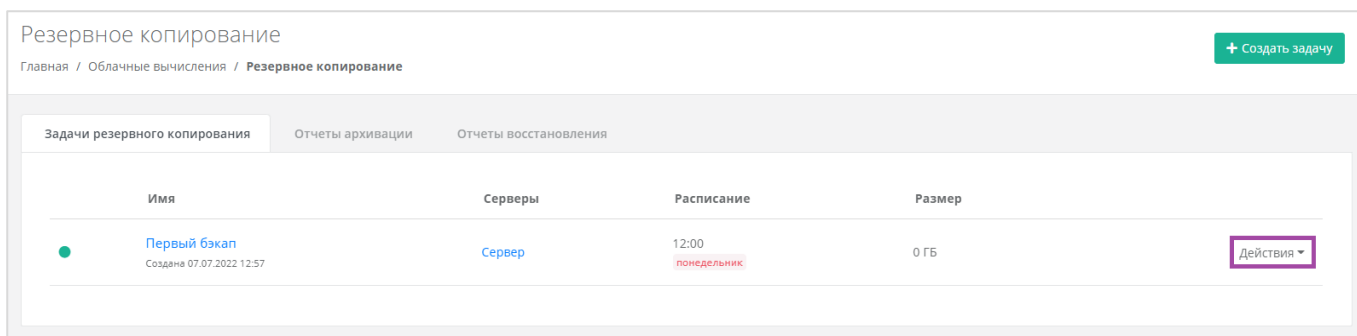 Резервное копирование
+ Создать задачу
Главная / Облачные вычисления / Резервное копирование
Задачи резервного копирования Отчеты архивации Отчеты восстановления
Имя Серверы Расписание Размер
Первый бэкап Сервер 12:00 0 ГБ Действия
Создана 07.07.2022 12:57 понедельник